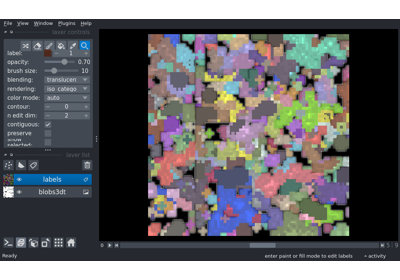 File View Window Plugins Help
layer controls
label: 1
opacity: 0.70
brush size: 10
blending: translucen
rendering: iso_catego
color mode: auto
contour: 0
n edit dim: 2
contiguous:
preserve
selected:
layer list
labels
blobs3dt
enter paint or fill mode to edit labels
activity